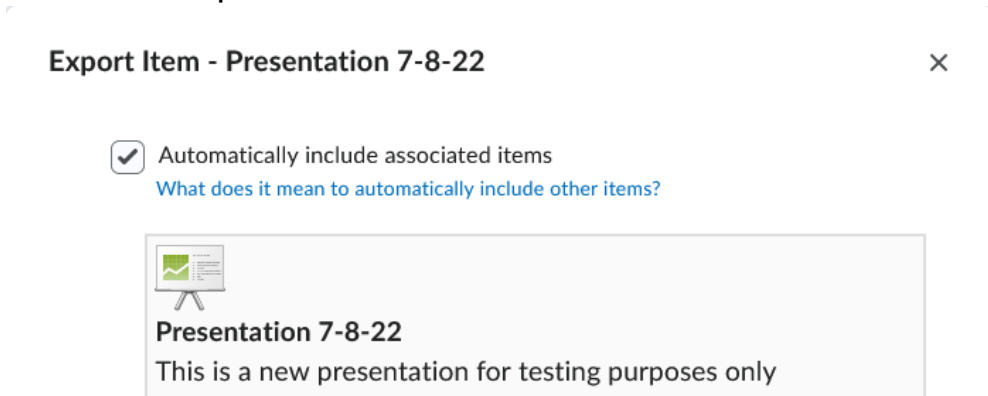 Export Item - Presentation 7-8-22
Automatically include associated items
What does it mean to automatically include other items?
Presentation 7-8-22
This is a new presentation for testing purposes only